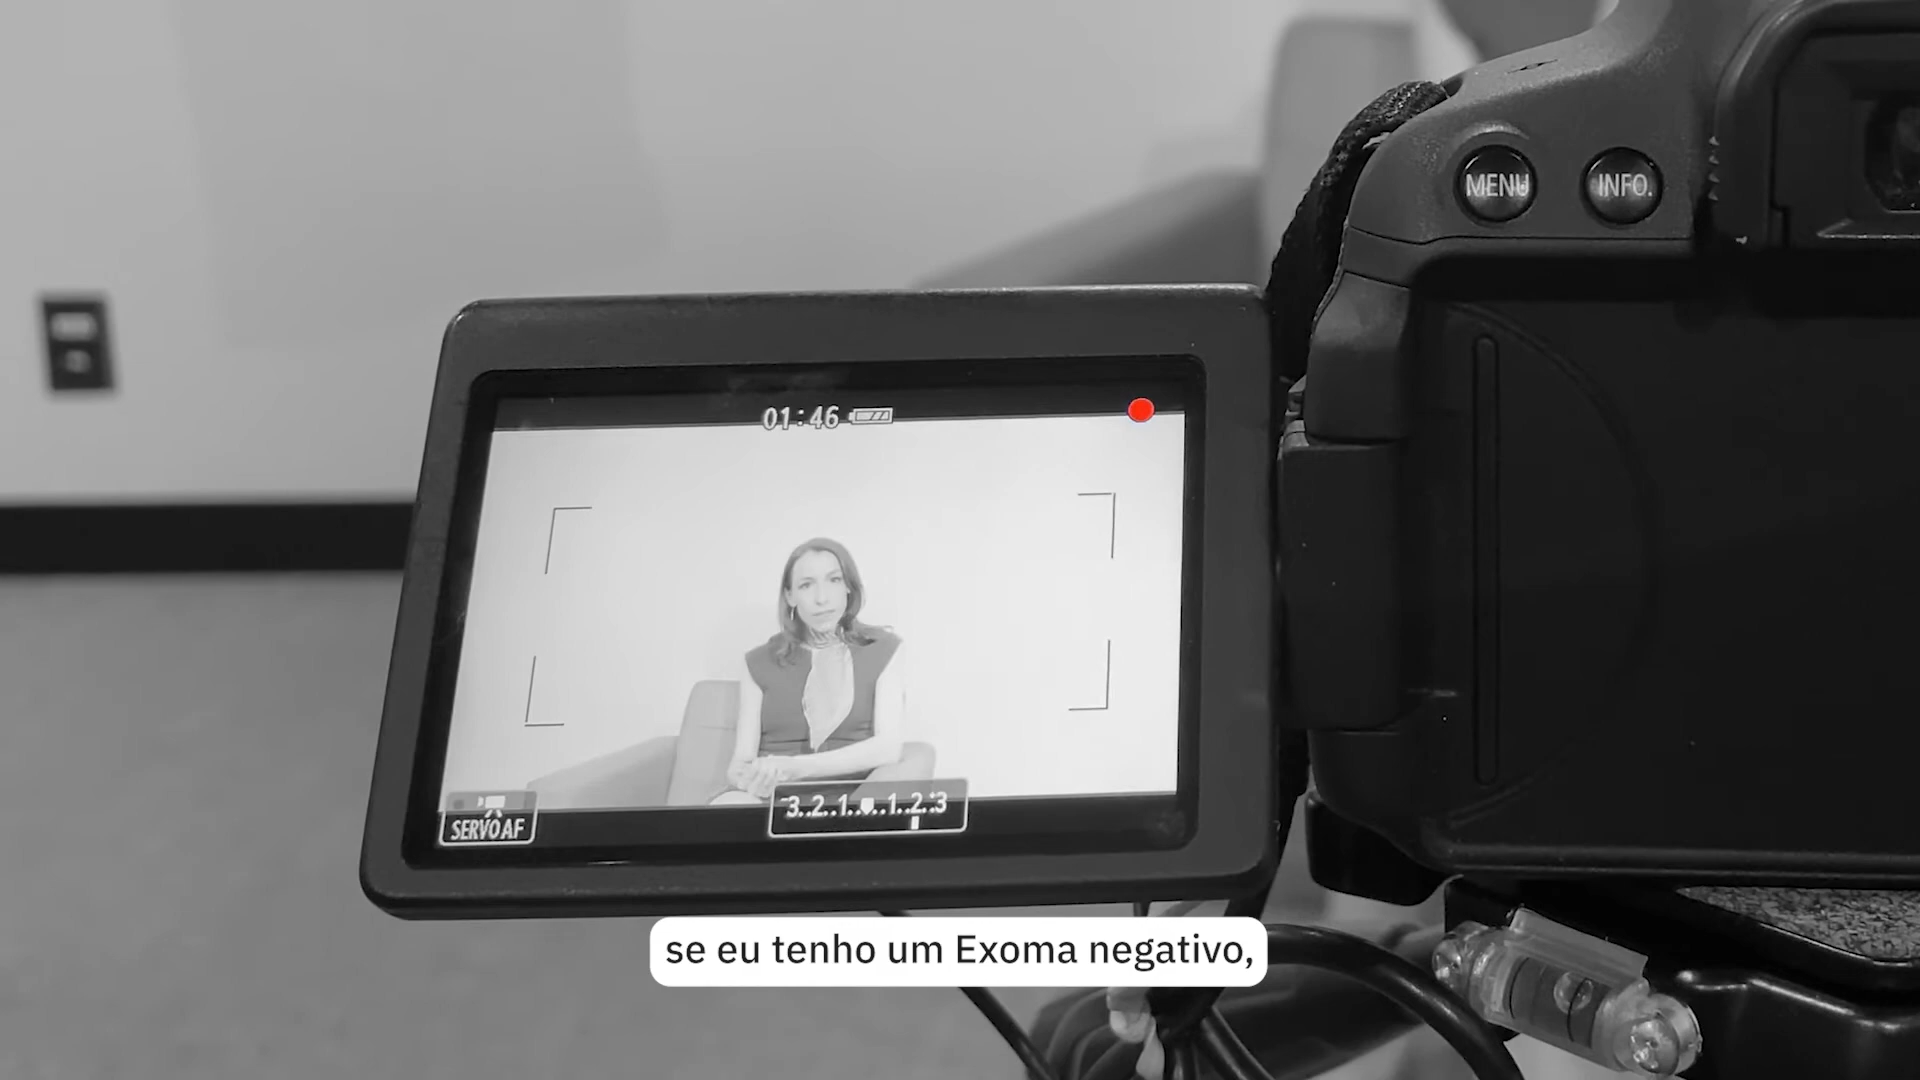 MENU
INFO.
01:46
SERVO AF
-3..2..1..▼..1..2..+3
se eu tenho um Exoma negativo,